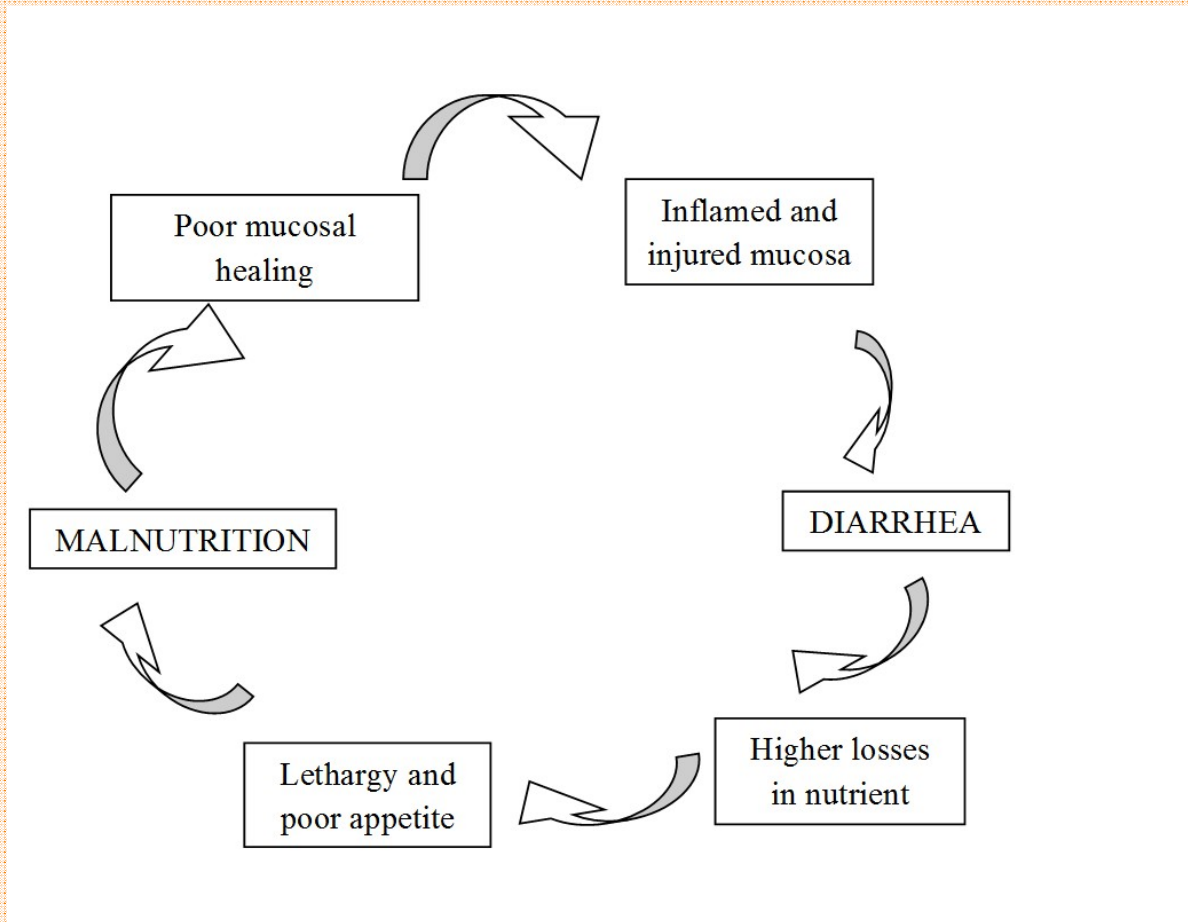 Poor mucosal
healing
Inflamed and
injured mucosa
MALNUTRITION
DIARRHEA
Lethargy and
poor appetite
Higher losses
in nutrient